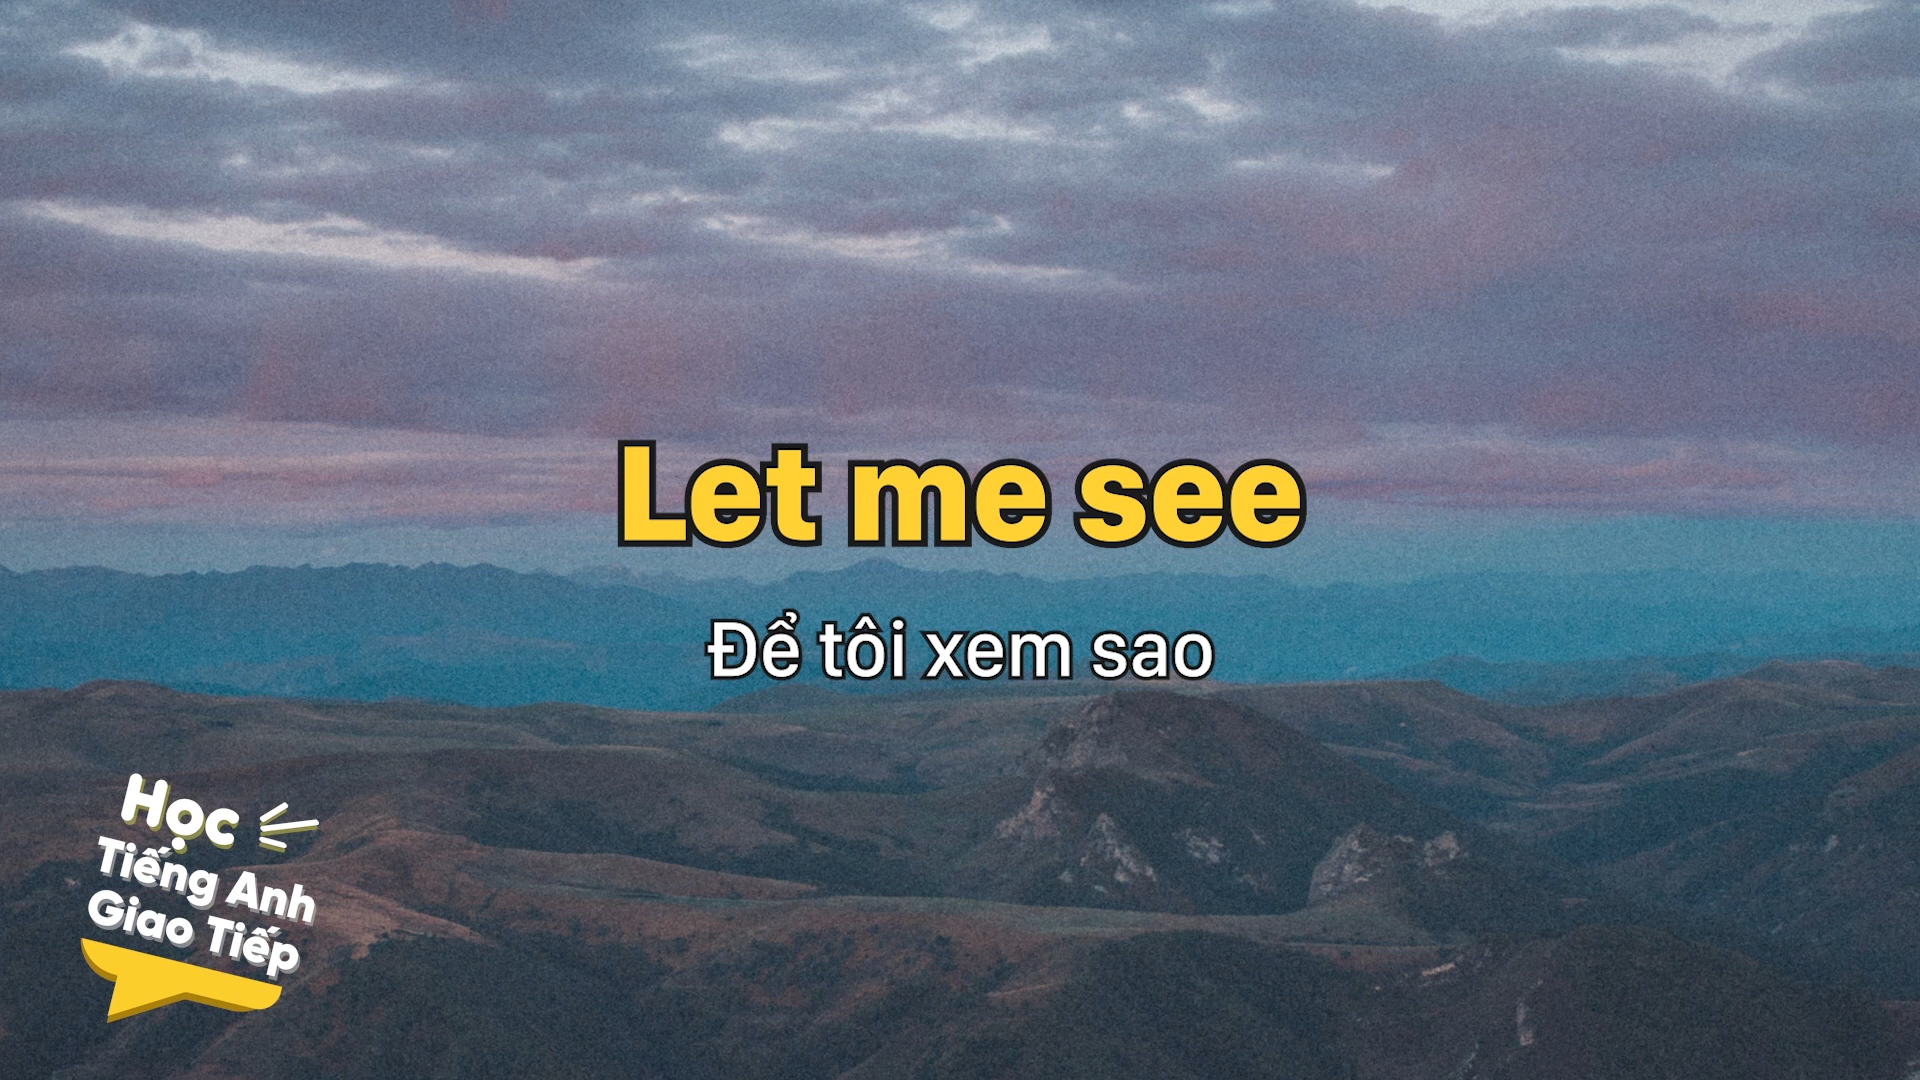 Let me see
Để tôi xem sao
Học
Tiếng Anh
Giao Tiếp